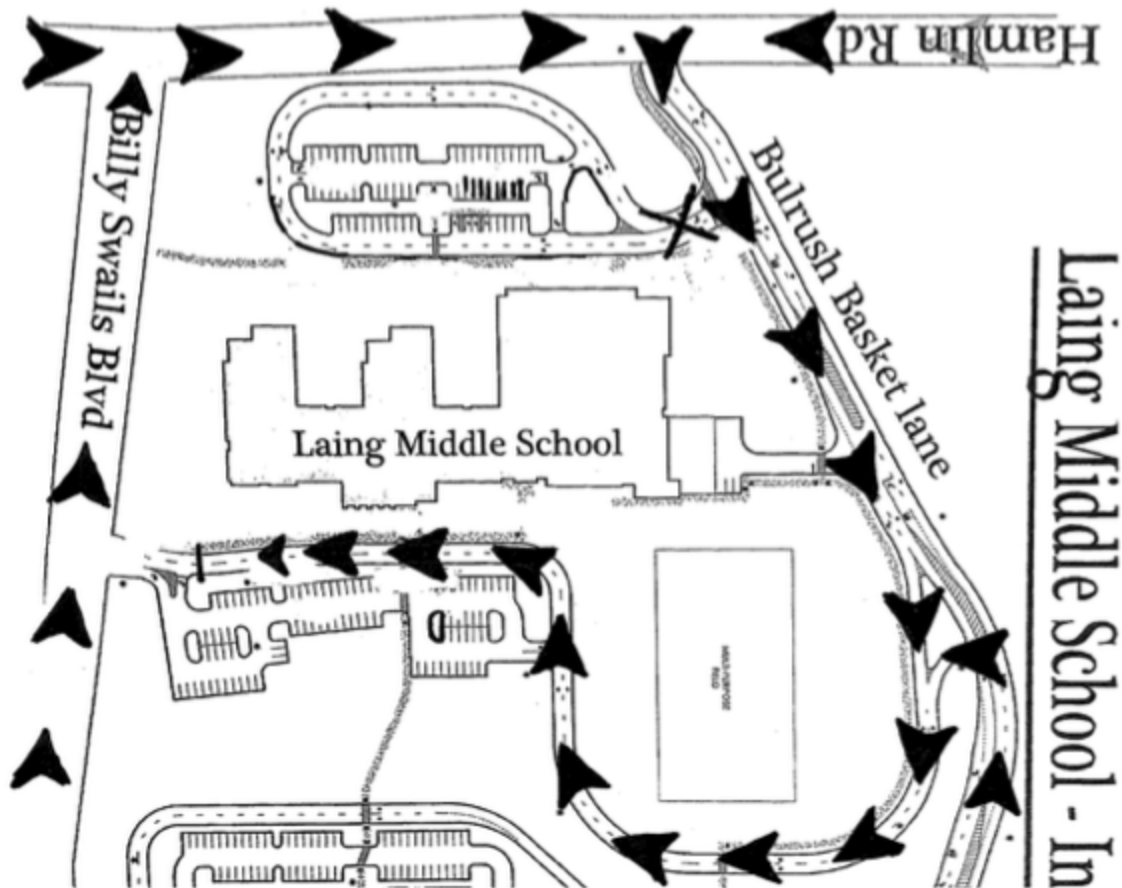 Hamlin Rd
Billy Swails Blvd
Bulrush Basket lane
Laing Middle School
Laing Middle School - In